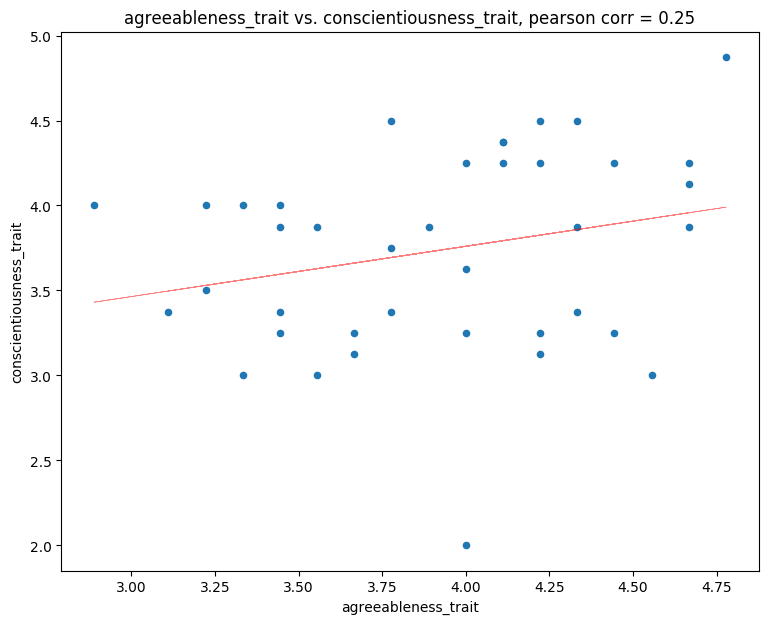 agreeableness_trait vs. conscientiousness_trait, pearson corr = 0.25
5.0
4.5
4.0
3.5
3.0
2.5
2.0
conscientiousness_trait
3.00 3.25 3.50 3.75 4.00 4.25 4.50 4.75
agreeableness_trait